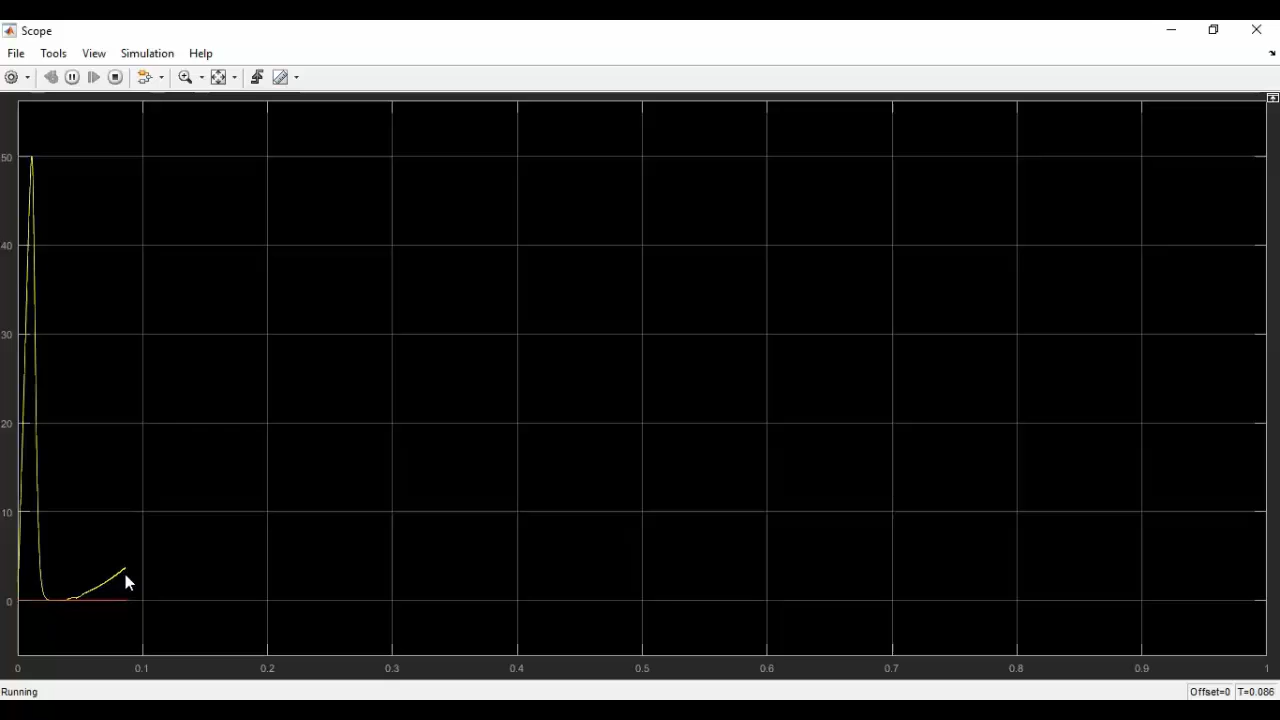 Scope
File Tools View Simulation Help
50
40
30
20
10
0
0 0.1 0.2 0.3 0.4 0.5 0.6 0.7 0.8 0.9 1
Running Offset=0 T=0.086